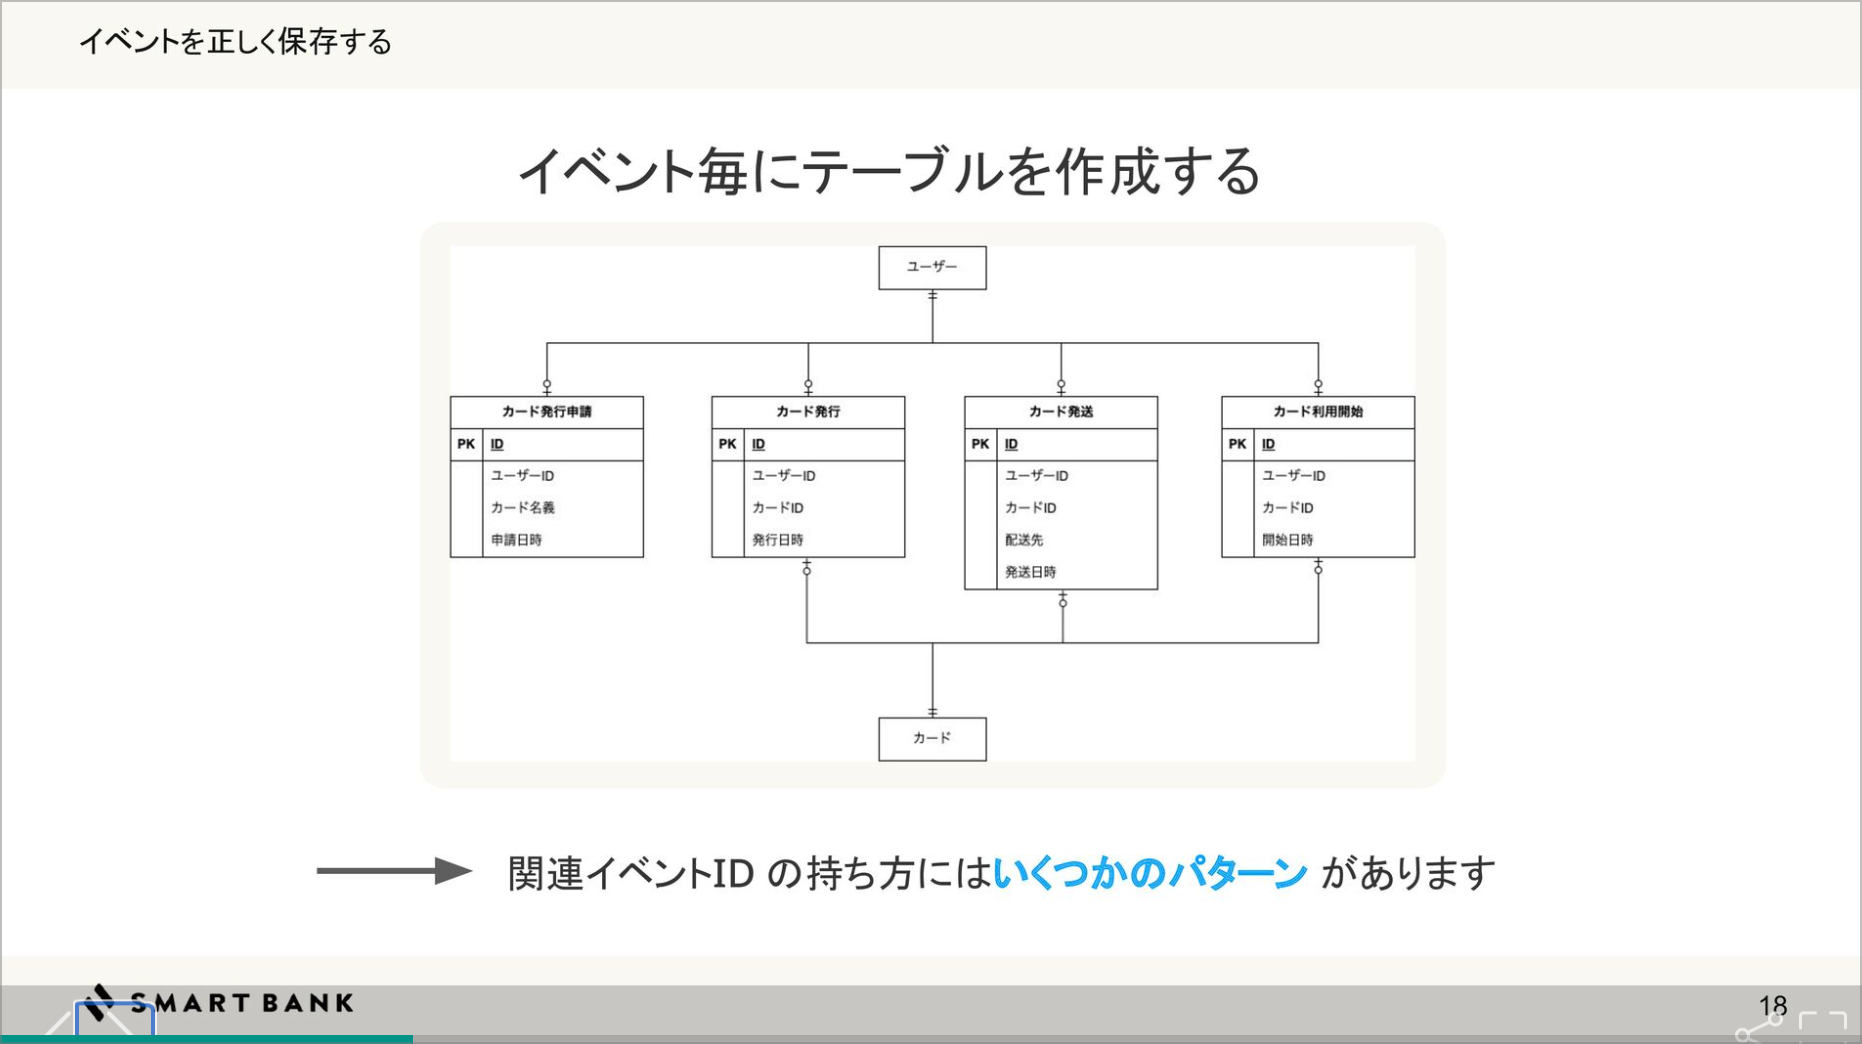 イベントを正しく保存する
イベント毎にテーブルを作成する
ユーザー
カード発行申請
PK ID
ユーザーID
カード名義
申請日時
カード発行
PK ID
ユーザーID
カードID
発行日時
カード発送
PK ID
ユーザーID
カードID
配送先
発送日時
カード利用開始
PK ID
ユーザーID
カードID
開始日時
カード
関連イベントID の持ち方にはいくつかのパターン があります
SMART BANK
18